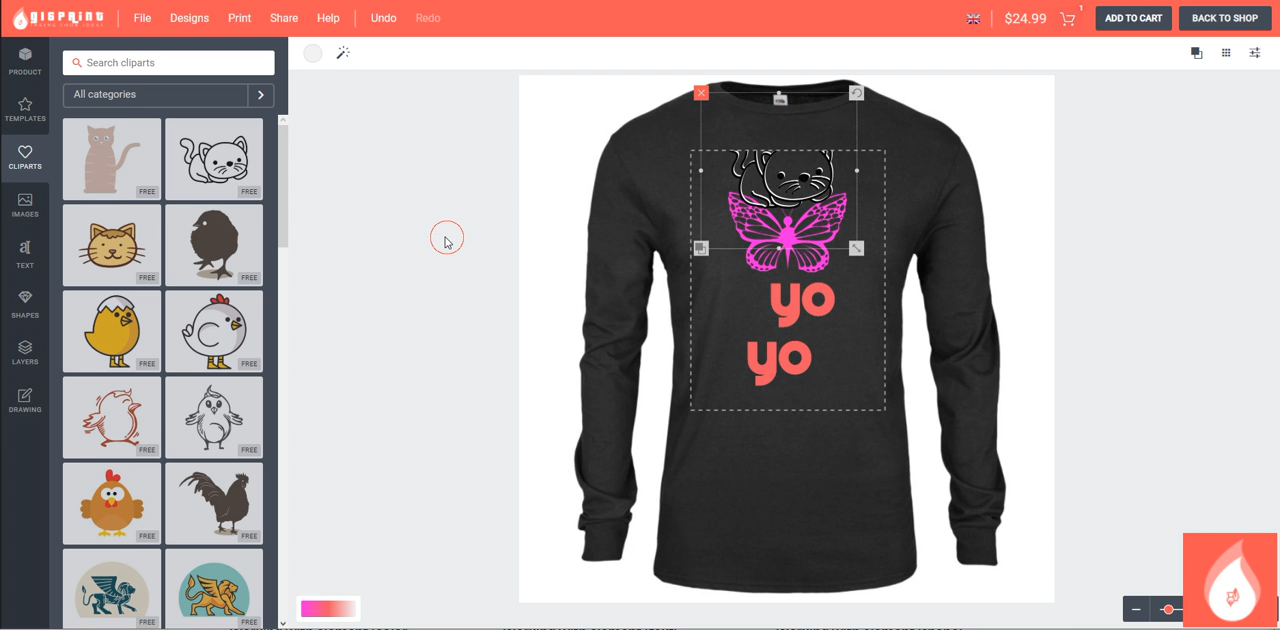 GISPRINT
File Designs Print Share Help Undo Redo $24.99 1 ADD TO CART BACK TO SHOP
PRODUCT
TEMPLATES
CLIPARTS
IMAGES
TEXT
SHAPES
LAYERS
DRAWING
Search cliparts
All categories
FREE FREE
FREE FREE
FREE FREE
FREE FREE
FREE FREE
FREE FREE
yo
yo